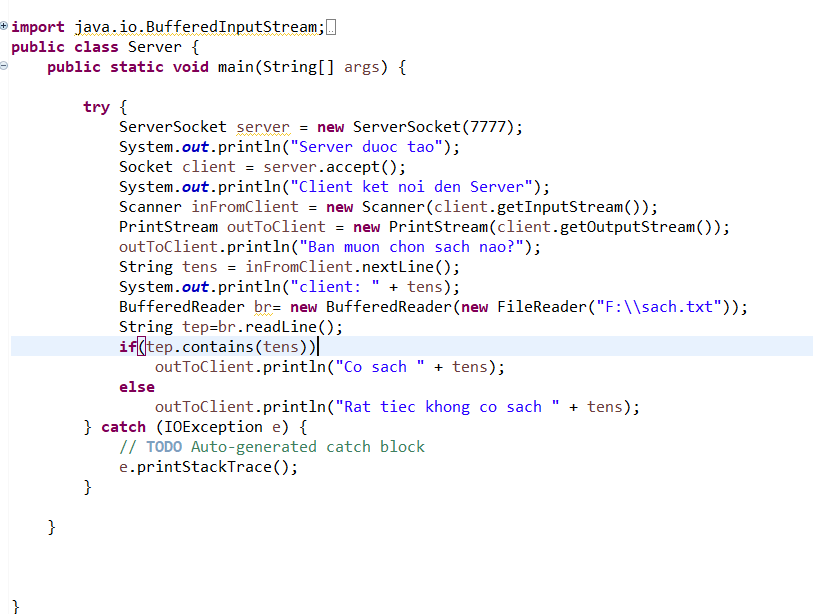 import java.io.BufferedInputStream;
public class Server {
    public static void main(String[] args) {
        try {
            ServerSocket server = new ServerSocket(7777);
            System.out.println("Server duoc tao");
            Socket client = server.accept();
            System.out.println("Client ket noi den Server");
            Scanner inFromClient = new Scanner(client.getInputStream());
            PrintStream outToClient = new PrintStream(client.getOutputStream());
            outToClient.println("Ban muon chon sach nao?");
            String tens = inFromClient.nextLine();
            System.out.println("client: " + tens);
            BufferedReader br= new BufferedReader(new FileReader("F:\\sach.txt"));
            String tep=br.readLine();
            if(tep.contains(tens))
                outToClient.println("Co sach " + tens);
            else
                outToClient.println("Rat tiec khong co sach " + tens);
        } catch (IOException e) {
            // TODO Auto-generated catch block
            e.printStackTrace();
        }
    }
}